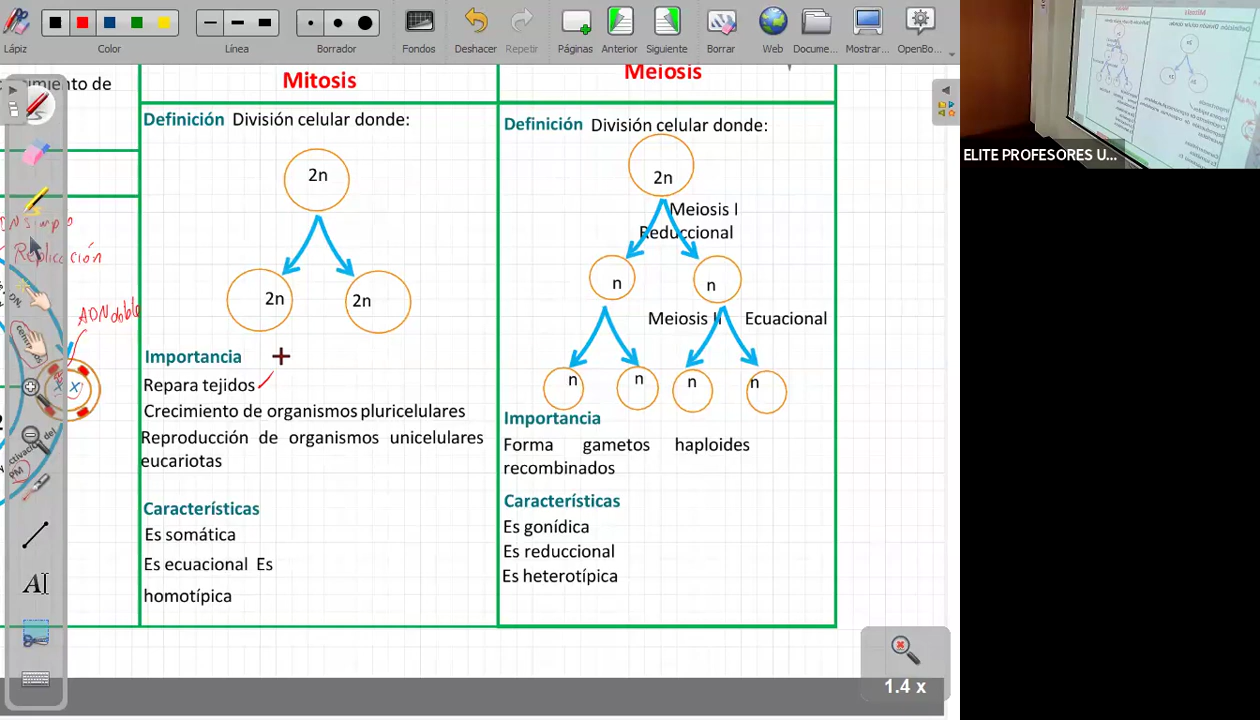 Lápiz
Color
Línea
Borrador
Fondos
Deshacer
Repetir
Páginas
Anterior
Siguiente
Borrar
Web
Docume...
Mostrar...
OpenBo...
Mitosis
Meiosis
Definición División celular donde:
2n
2n
2n
Importancia
Repara tejidos
Crecimiento de organismos pluricelulares
Reproducción de organismos unicelulares
eucariotas
Características
Es somática
Es ecuacional Es
homotípica
Definición División celular donde:
2n
Meiosis I
Reduccional
n
n
Meiosis II Ecuacional
n
n
n
n
Importancia
Forma gametos haploides
recombinados
Características
Es gonídica
Es reduccional
Es heterotípica
Replicación
ADN doble
PM
1.4 x
ELITE PROFESORES U...